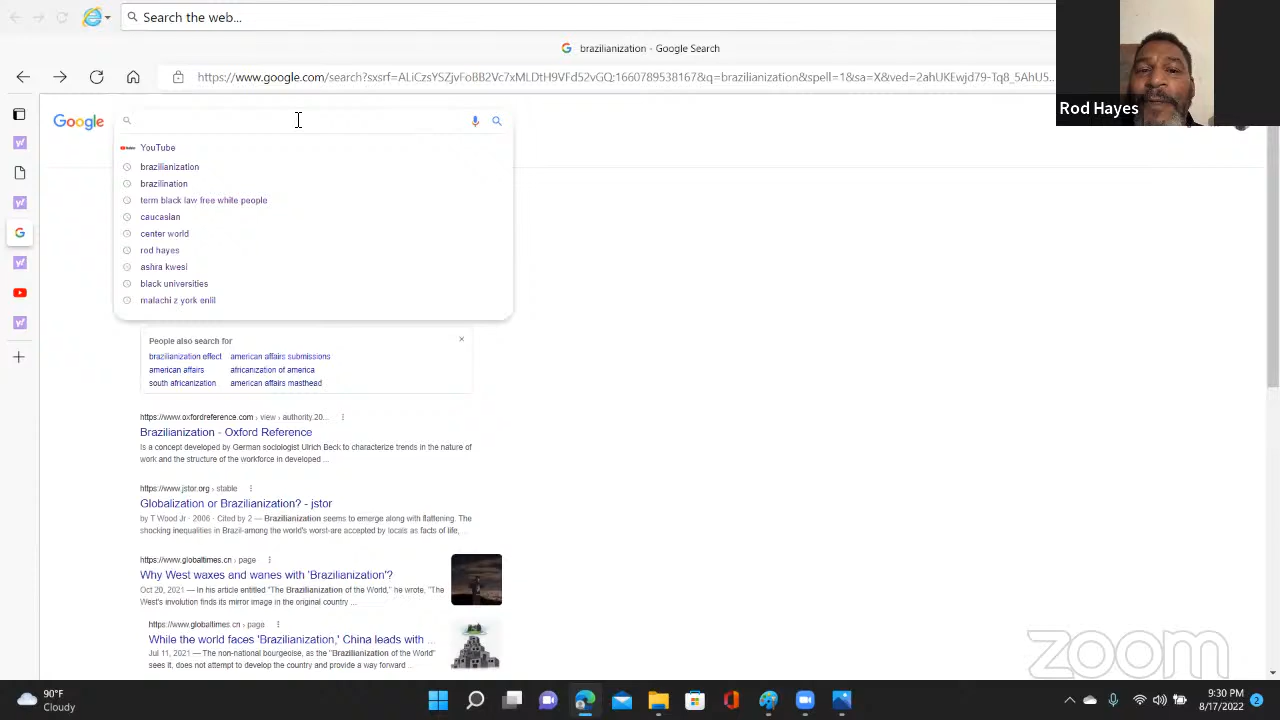 Search the web...
brazilianization - Google Search
https://www.google.com/search?sxsrf=ALiCzsYSZjvFoBB2Vc7xMLDtH9VFd52vGQ:1660789538167&q=brazilianization&spell=1&sa=X&ved=2ahUKEwjd79-Tq8_5AhU5...
Rod Hayes
Google
YouTube
brazilianization
brazilination
term black law free white people
caucasian
center world
rod hayes
ashra kwesi
black universities
malachi z york enlil
People also search for
brazilianization effect american affairs submissions
american affairs africanization of america
south africanization american affairs masthead
https://www.oxfordreference.com › view › authority.20...
Brazilianization - Oxford Reference
Is a concept developed by German sociologist Ulrich Beck to characterize trends in the nature of
work and the structure of the workforce in developed ...
https://www.jstor.org › stable
Globalization or Brazilianization? - jstor
by T Wood Jr · 2006 · Cited by 2 — Brazilianization seems to emerge along with flattening. The
shocking inequalities in Brazil-among the world's worst-are accepted by locals as facts of life, ...
https://www.globaltimes.cn › page
Why West waxes and wanes with 'Brazilianization'?
Oct 20, 2021 — In his article entitled "The Brazilianization of the World," he wrote, "The
West's involution finds its mirror image in the original country ...
https://www.globaltimes.cn › page
While the world faces 'Brazilianization,' China leads with ...
Jul 11, 2021 — The non-national bourgeoise, as the "Brazilianization of the World"
sees it, does not attempt to develop the country and provide a way forward ...
zoom
90°F
Cloudy
9:30 PM
8/17/2022
2